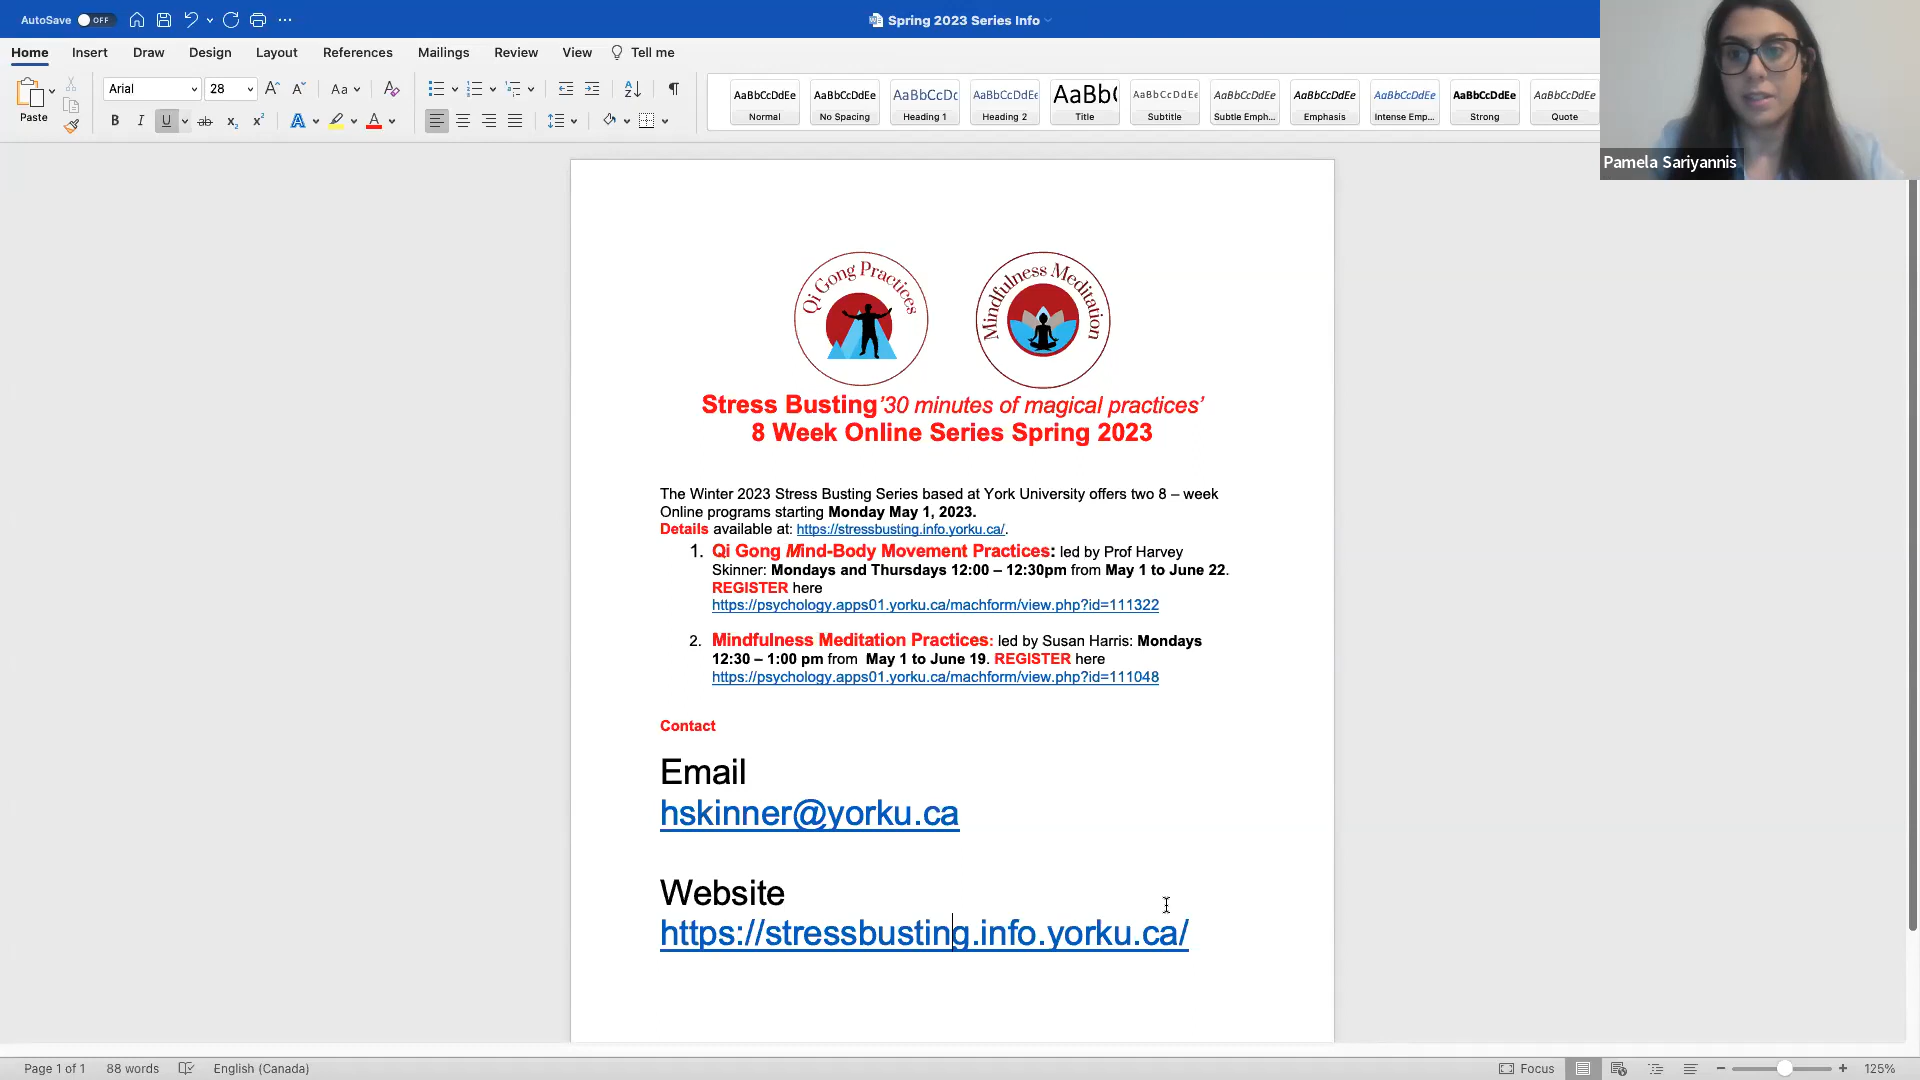 AutoSave OFF
Spring 2023 Series Info
Home Insert Draw Design Layout References Mailings Review View Tell me
Pamela Sariyannis
Paste
Arial 28
AaBbCcDdEe AaBbCcDdEe AaBbCcDc AaBbCcDdEe AaBb( AaBbCcDdEe AaBbCcDdEe AaBbCcDdEe AaBbCcDdEe AaBbCcDdEe AaBbCcDdEe
Normal No Spacing Heading 1 Heading 2 Title Subtitle Subtle Emph... Emphasis Intense Emp... Strong Quote
Qi Gong Practices
Mindfulness Meditation
Stress Busting '30 minutes of magical practices'
8 Week Online Series Spring 2023
The Winter 2023 Stress Busting Series based at York University offers two 8 – week
Online programs starting Monday May 1, 2023.
Details available at: https://stressbusting.info.yorku.ca/.
1. Qi Gong Mind-Body Movement Practices: led by Prof Harvey
Skinner: Mondays and Thursdays 12:00 – 12:30pm from May 1 to June 22.
REGISTER here
https://psychology.apps01.yorku.ca/machform/view.php?id=111322
2. Mindfulness Meditation Practices: led by Susan Harris: Mondays
12:30 – 1:00 pm from May 1 to June 19. REGISTER here
https://psychology.apps01.yorku.ca/machform/view.php?id=111048
Contact
Email
hskinner@yorku.ca
Website
https://stressbusting.info.yorku.ca/
Page 1 of 1 88 words English (Canada) Focus 125%